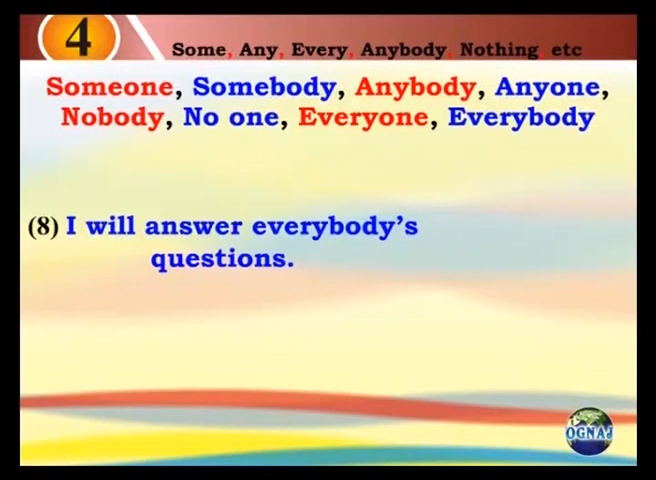 4
Some, Any, Every, Anybody, Nothing etc
Someone, Somebody, Anybody, Anyone,
Nobody, No one, Everyone, Everybody
(8) I will answer everybody’s
questions.
OGNAJ